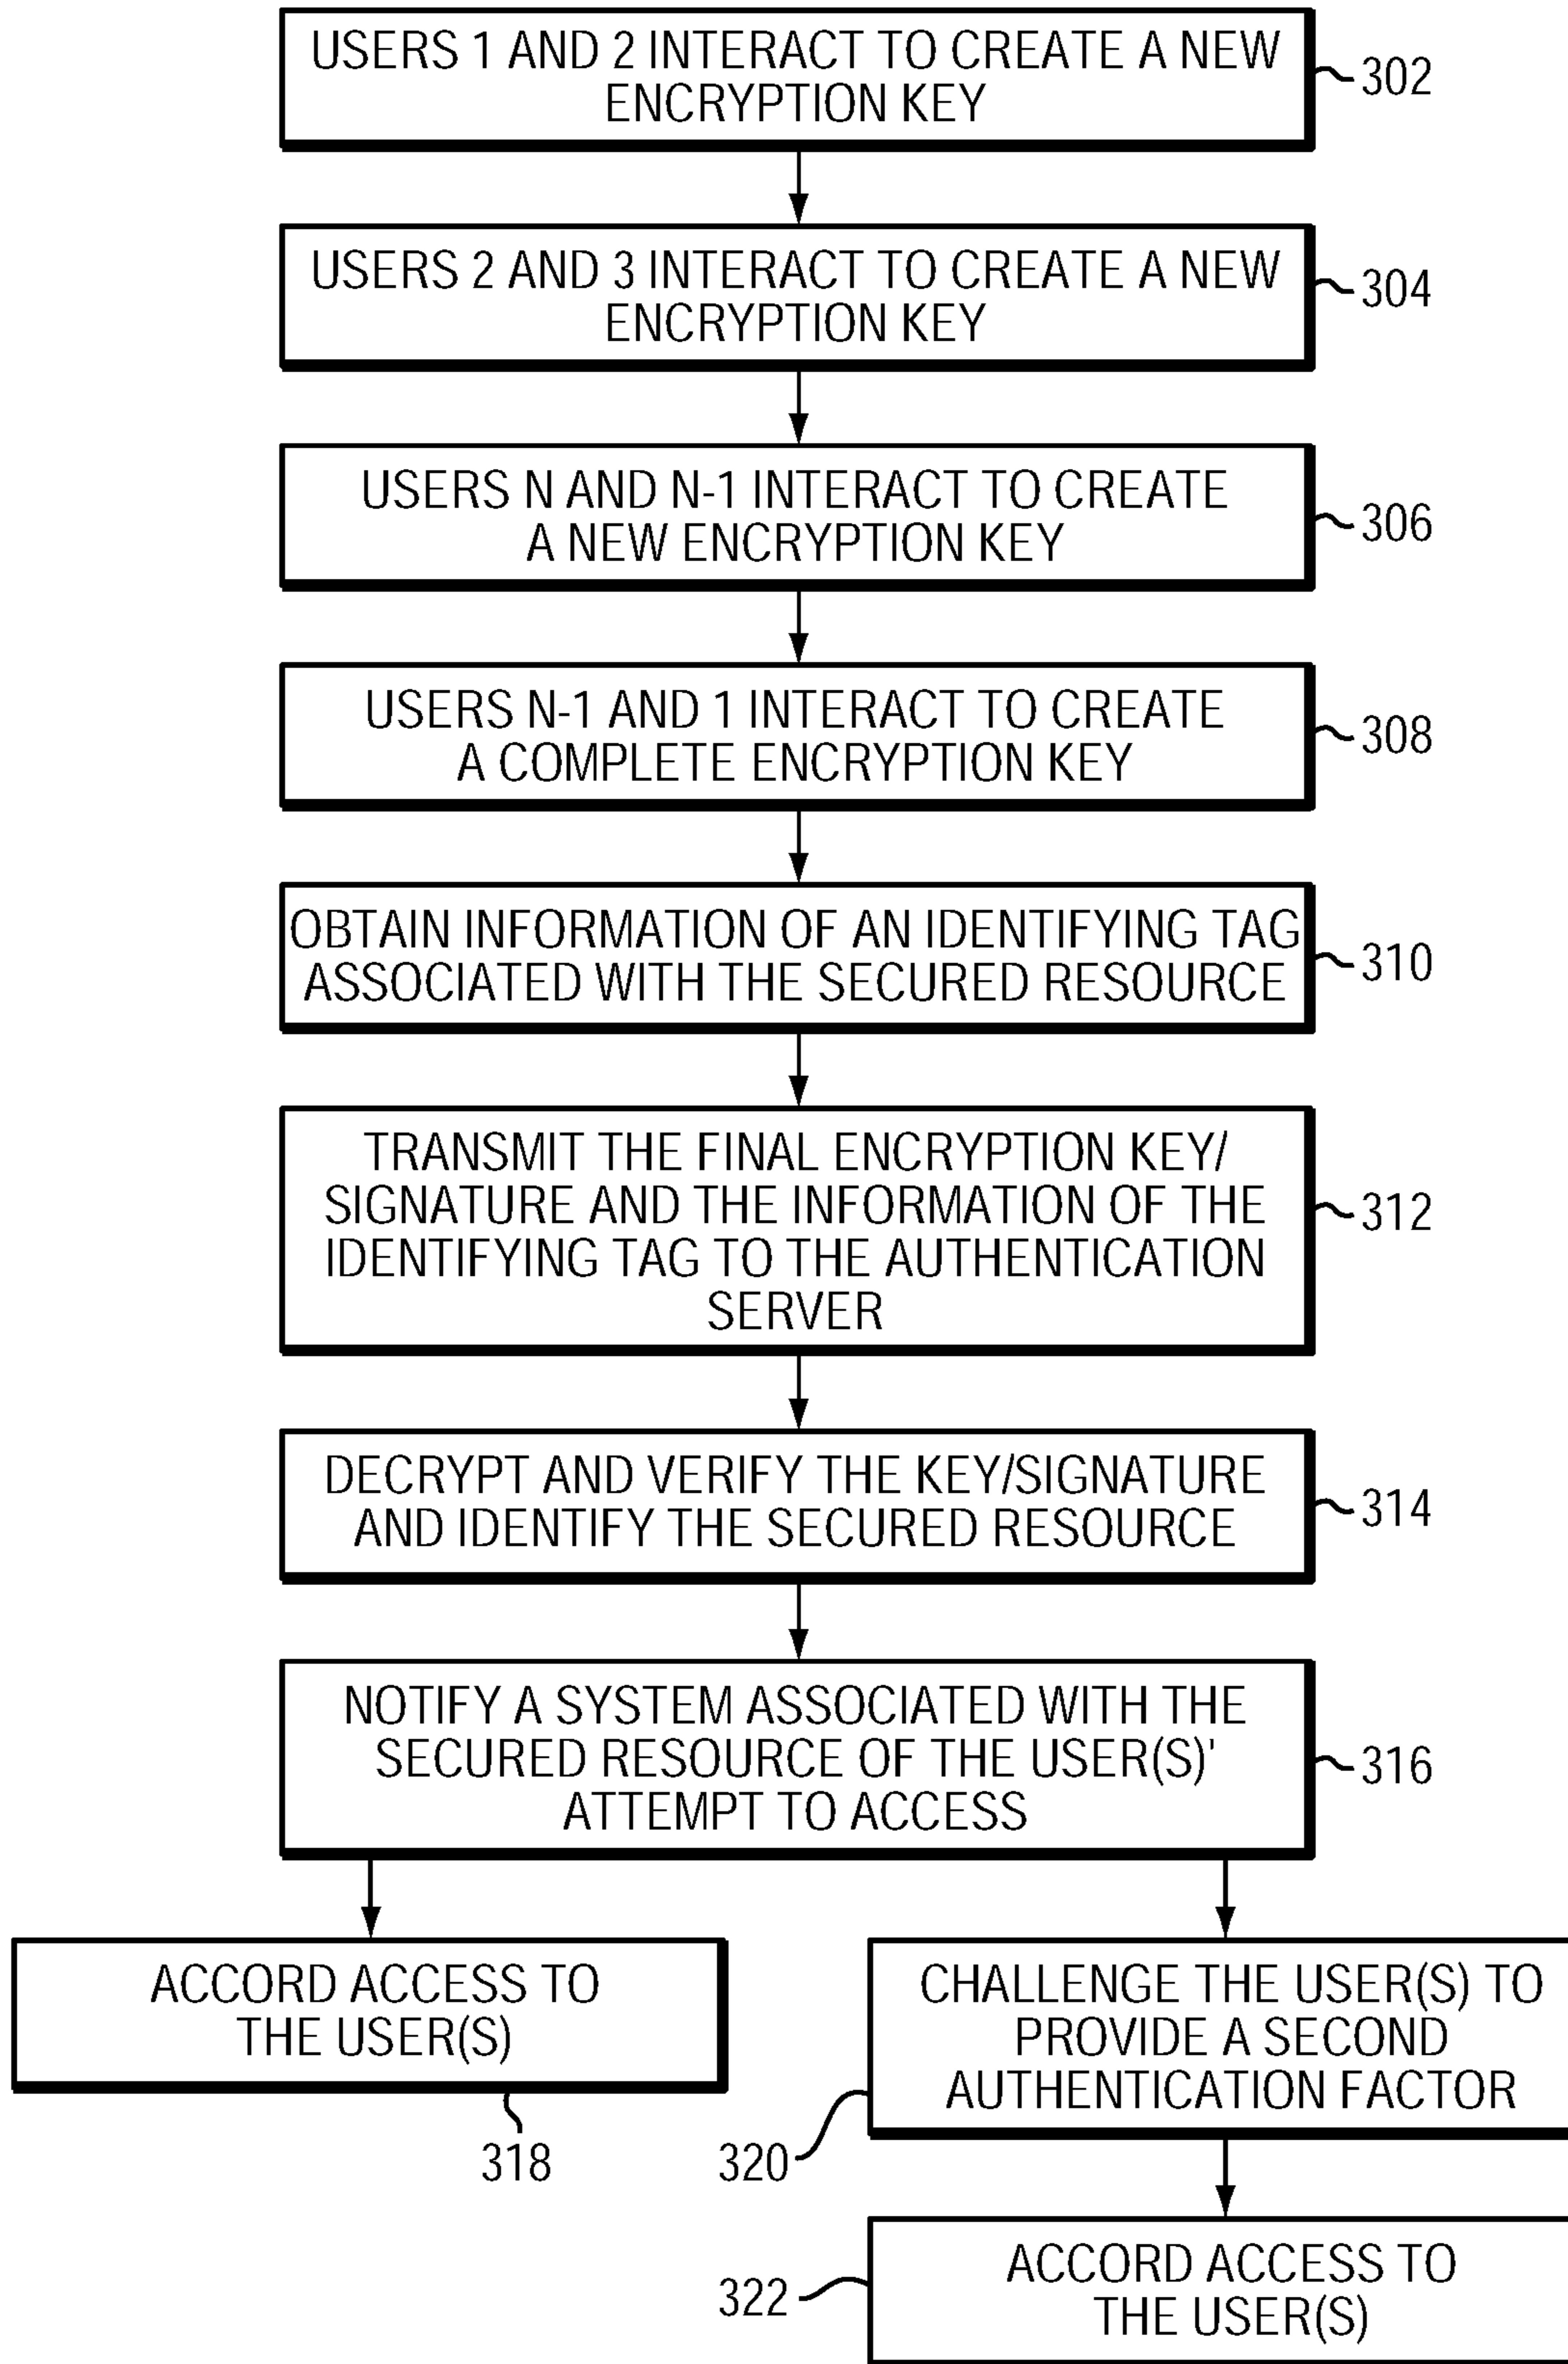 USERS 1 AND 2 INTERACT TO CREATE A NEW
ENCRYPTION KEY
302
USERS 2 AND 3 INTERACT TO CREATE A NEW
ENCRYPTION KEY
304
USERS N AND N-1 INTERACT TO CREATE
A NEW ENCRYPTION KEY
306
USERS N-1 AND 1 INTERACT TO CREATE
A COMPLETE ENCRYPTION KEY
308
OBTAIN INFORMATION OF AN IDENTIFYING TAG
ASSOCIATED WITH THE SECURED RESOURCE
310
TRANSMIT THE FINAL ENCRYPTION KEY/
SIGNATURE AND THE INFORMATION OF THE
IDENTIFYING TAG TO THE AUTHENTICATION
SERVER
312
DECRYPT AND VERIFY THE KEY/SIGNATURE
AND IDENTIFY THE SECURED RESOURCE
314
NOTIFY A SYSTEM ASSOCIATED WITH THE
SECURED RESOURCE OF THE USER(S)'
ATTEMPT TO ACCESS
316
ACCORD ACCESS TO
THE USER(S)
318
CHALLENGE THE USER(S) TO
PROVIDE A SECOND
AUTHENTICATION FACTOR
320
ACCORD ACCESS TO
THE USER(S)
322